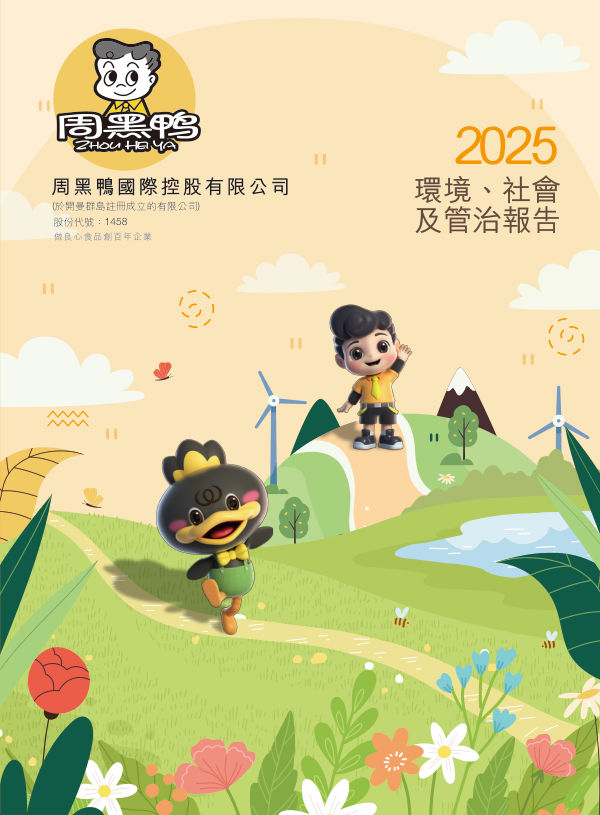 周黑鸭
ZHOU HEI YA
周黑鴨國際控股有限公司
(於開曼群島註冊成立的有限公司)
股份代號：1458
做良心食品創百年企業
2025
環境、社會
及管治報告